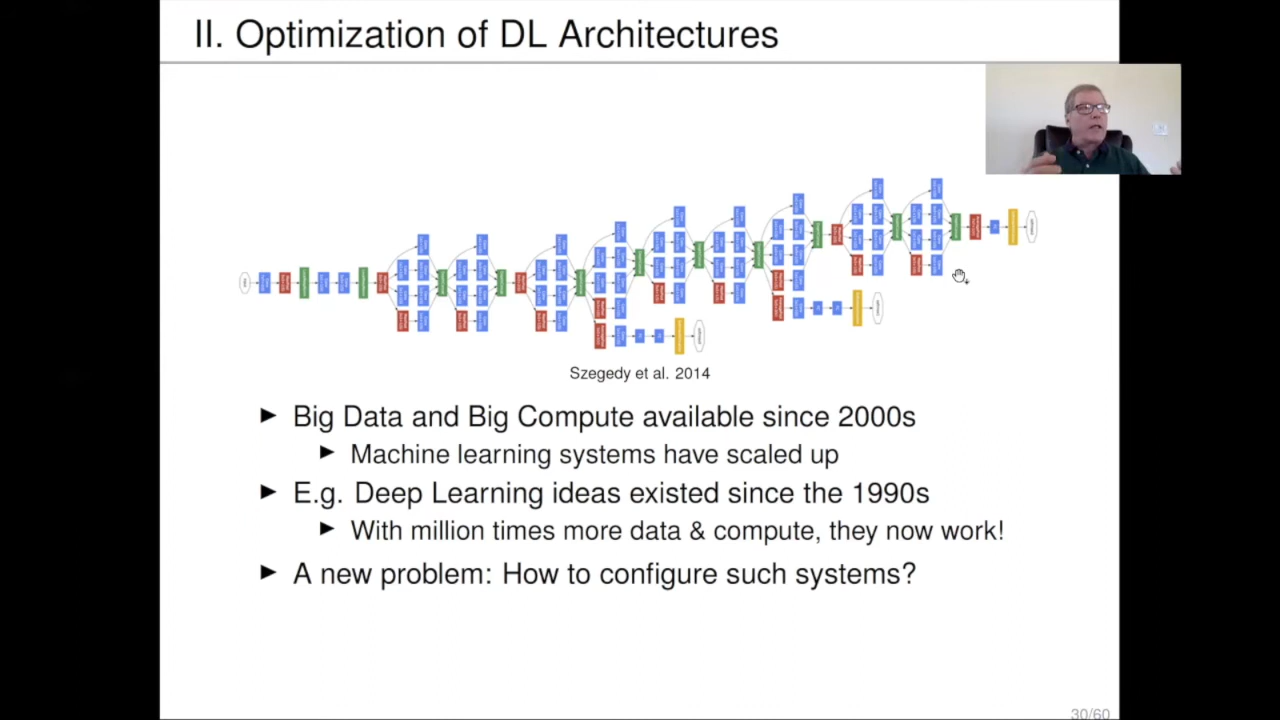 II. Optimization of DL Architectures
Szegedy et al. 2014
► Big Data and Big Compute available since 2000s
► Machine learning systems have scaled up
► E.g. Deep Learning ideas existed since the 1990s
► With million times more data & compute, they now work!
► A new problem: How to configure such systems?
30/60